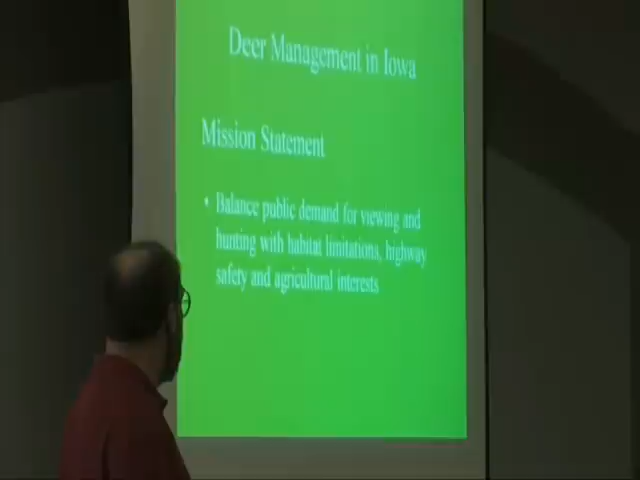 Deer Management in Iowa
Mission Statement
• Balance public demand for viewing and
hunting with habitat limitations, highway
safety and agricultural interests